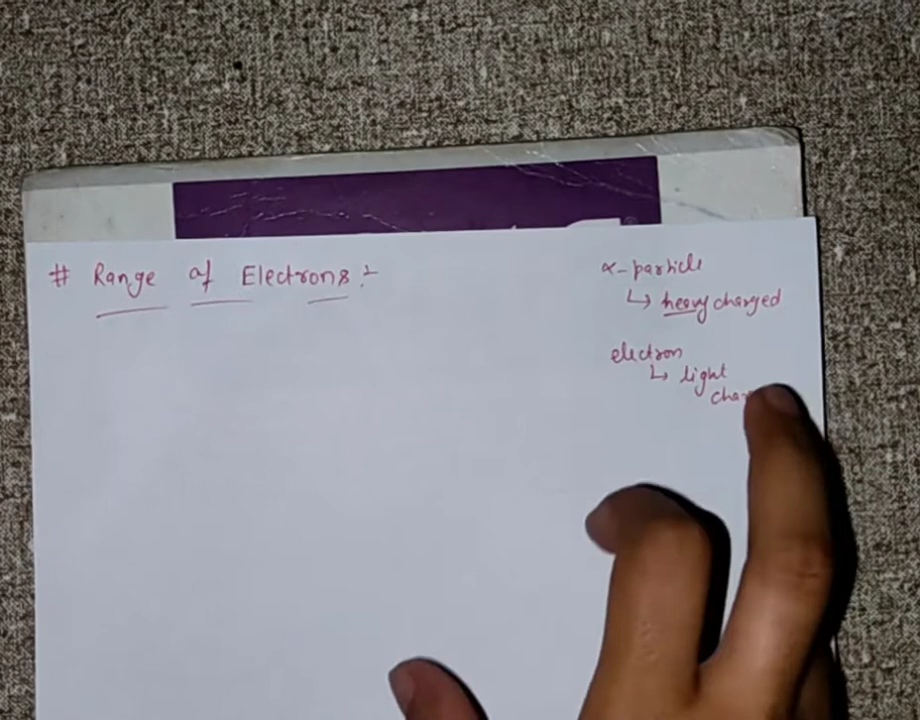 # Range of Electrons :-
α-particle
↳ heavy charged
electron
↳ light